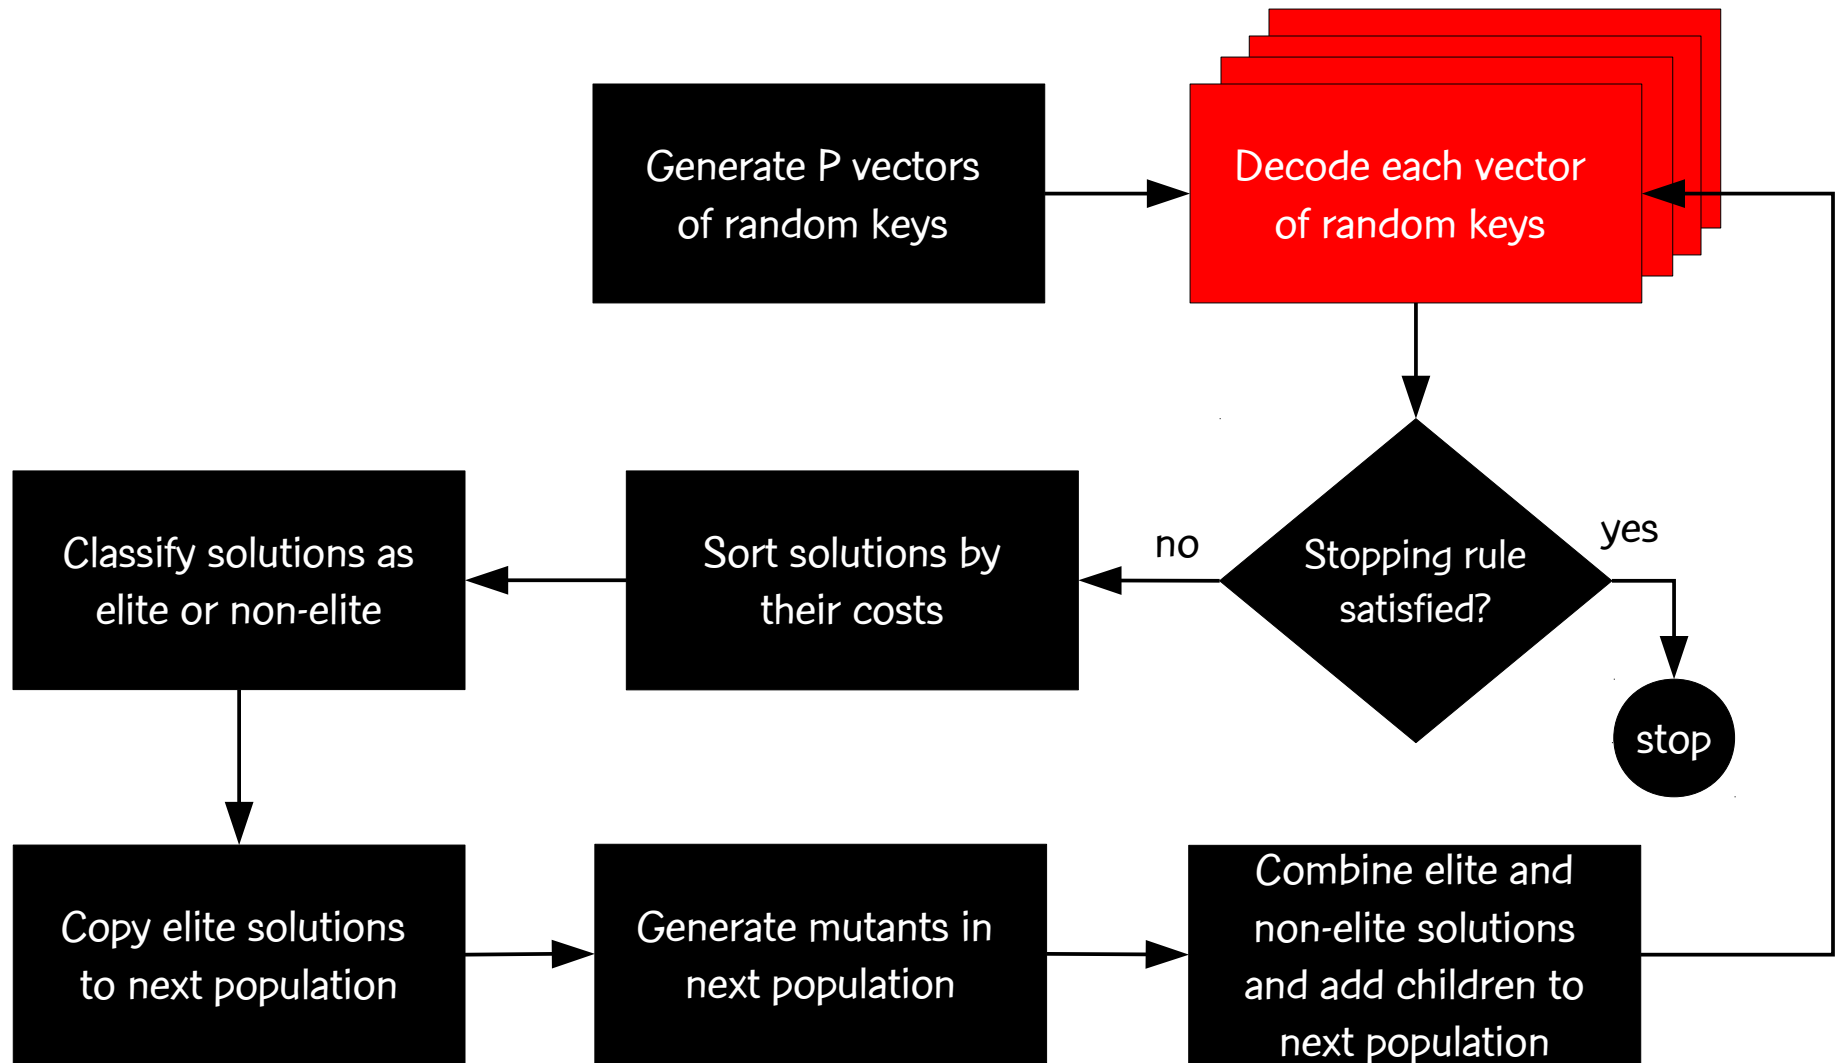 Generate P vectors
of random keys
Decode each vector
of random keys
Stopping rule
satisfied?
yes
stop
no
Sort solutions by
their costs
Classify solutions as
elite or non-elite
Copy elite solutions
to next population
Generate mutants in
next population
Combine elite and
non-elite solutions
and add children to
next population